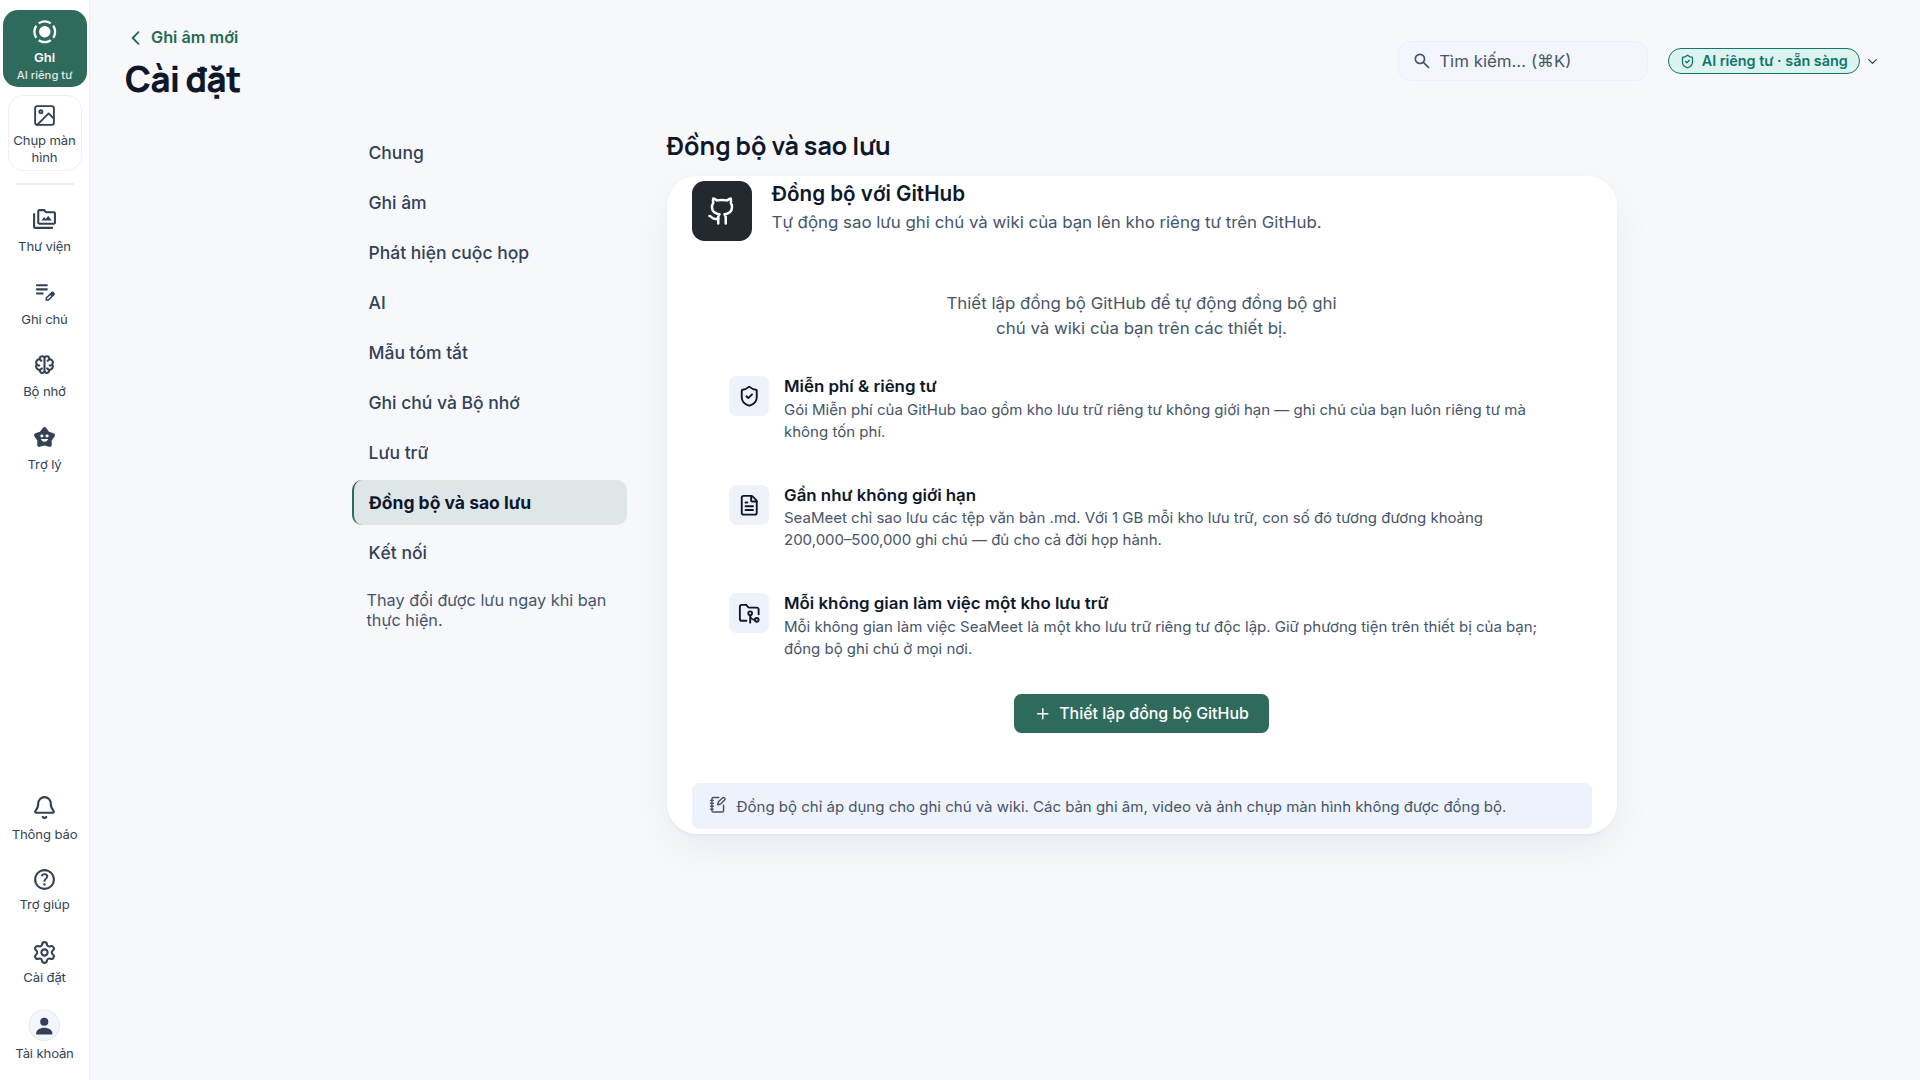 Ghi
AI riêng tư
Chụp màn
hình
Thư viện
Ghi chú
Bộ nhớ
Trợ lý
Thông báo
Trợ giúp
Cài đặt
Tài khoản
Ghi âm mới
Cài đặt
Tìm kiếm... (⌘K)
AI riêng tư · sẵn sàng
Chung
Ghi âm
Phát hiện cuộc họp
AI
Mẫu tóm tắt
Ghi chú và Bộ nhớ
Lưu trữ
Đồng bộ và sao lưu
Kết nối
Thay đổi được lưu ngay khi bạn
thực hiện.
Đồng bộ và sao lưu
Đồng bộ với GitHub
Tự động sao lưu ghi chú và wiki của bạn lên kho riêng tư trên GitHub.
Thiết lập đồng bộ GitHub để tự động đồng bộ ghi
chú và wiki của bạn trên các thiết bị.
Miễn phí & riêng tư
Gói Miễn phí của GitHub bao gồm kho lưu trữ riêng tư không giới hạn — ghi chú của bạn luôn riêng tư mà
không tốn phí.
Gần như không giới hạn
SeaMeet chỉ sao lưu các tệp văn bản .md. Với 1 GB mỗi kho lưu trữ, con số đó tương đương khoảng
200,000–500,000 ghi chú — đủ cho cả đời họp hành.
Mỗi không gian làm việc một kho lưu trữ
Mỗi không gian làm việc SeaMeet là một kho lưu trữ riêng tư độc lập. Giữ phương tiện trên thiết bị của bạn;
đồng bộ ghi chú ở mọi nơi.
Thiết lập đồng bộ GitHub
Đồng bộ chỉ áp dụng cho ghi chú và wiki. Các bản ghi âm, video và ảnh chụp màn hình không được đồng bộ.